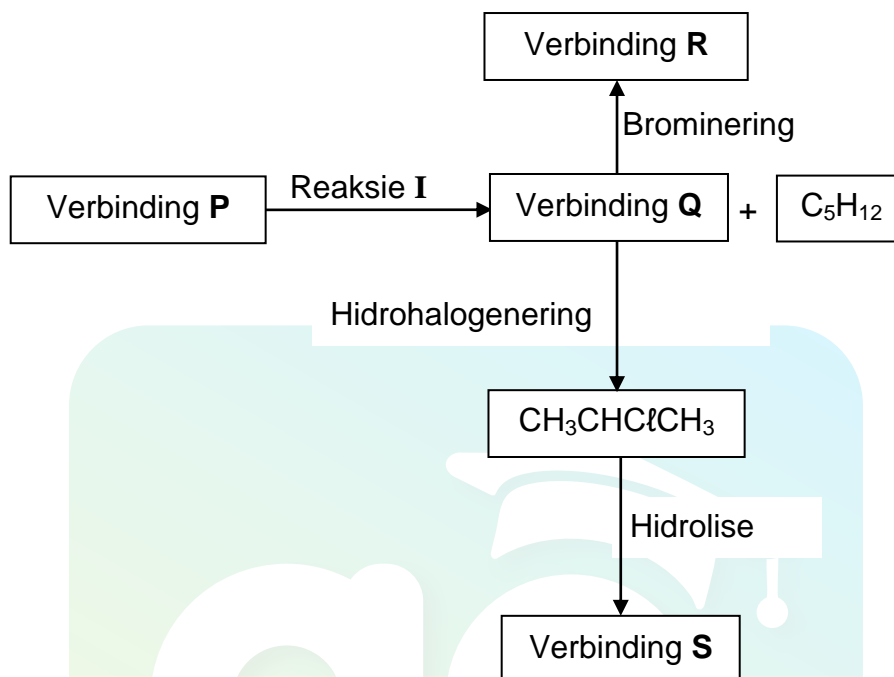 Verbinding R
Brominering
Reaksie I
Verbinding P
Verbinding Q + C₅H₁₂
Hidrohalogenering
CH₃CHCℓCH₃
Hidrolise
Verbinding S